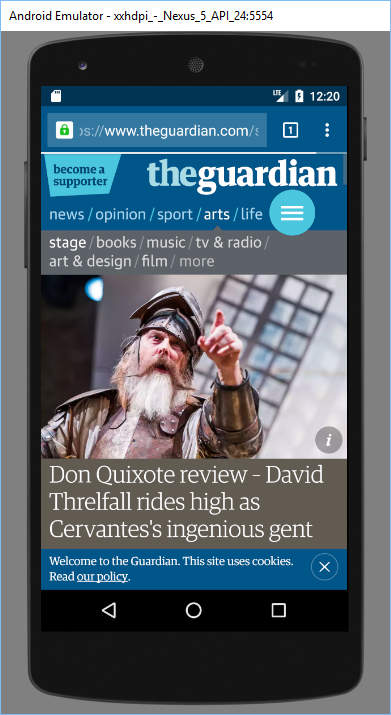 Android Emulator - xxhdpi_-_Nexus_5_API_24:5554
LTE 12:20
ps://www.theguardian.com/s 1
become a
supporter
theguardian
news / opinion / sport / arts / life
stage / books / music / tv & radio /
art & design / film / more
i
Don Quixote review – David
Threlfall rides high as
Cervantes's ingenious gent
Welcome to the Guardian. This site uses cookies.
Read our policy.